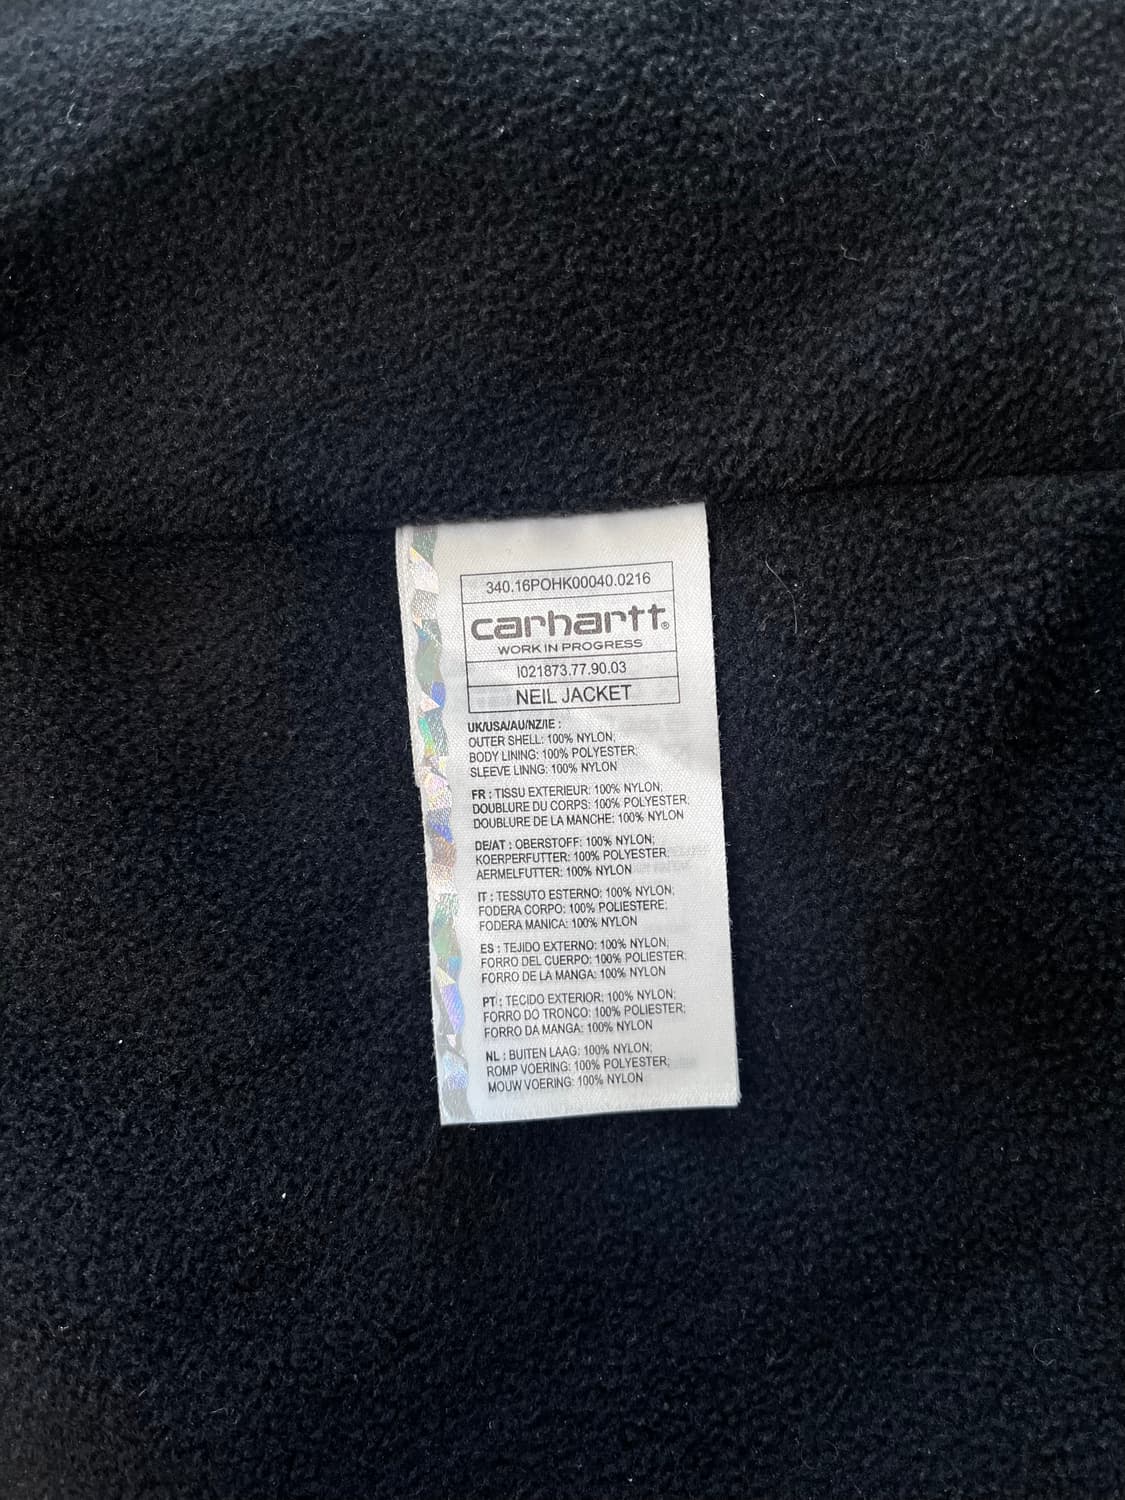 340.16POHK00040.0216
carhartt®
WORK IN PROGRESS
I021873.77.90.03
NEIL JACKET
UK/USA/AU/NZ/IE :
OUTER SHELL: 100% NYLON;
BODY LINING: 100% POLYESTER;
SLEEVE LINNG: 100% NYLON
FR : TISSU EXTERIEUR: 100% NYLON;
DOUBLURE DU CORPS: 100% POLYESTER;
DOUBLURE DE LA MANCHE: 100% NYLON
DE/AT : OBERSTOFF: 100% NYLON;
KOERPERFUTTER: 100% POLYESTER;
AERMELFUTTER: 100% NYLON
IT : TESSUTO ESTERNO: 100% NYLON;
FODERA CORPO: 100% POLIESTERE;
FODERA MANICA: 100% NYLON
ES : TEJIDO EXTERNO: 100% NYLON;
FORRO DEL CUERPO: 100% POLIESTER;
FORRO DE LA MANGA: 100% NYLON
PT : TECIDO EXTERIOR: 100% NYLON;
FORRO DO TRONCO: 100% POLIESTER;
FORRO DA MANGA: 100% NYLON
NL : BUITEN LAAG: 100% NYLON;
ROMP VOERING: 100% POLYESTER;
MOUW VOERING: 100% NYLON